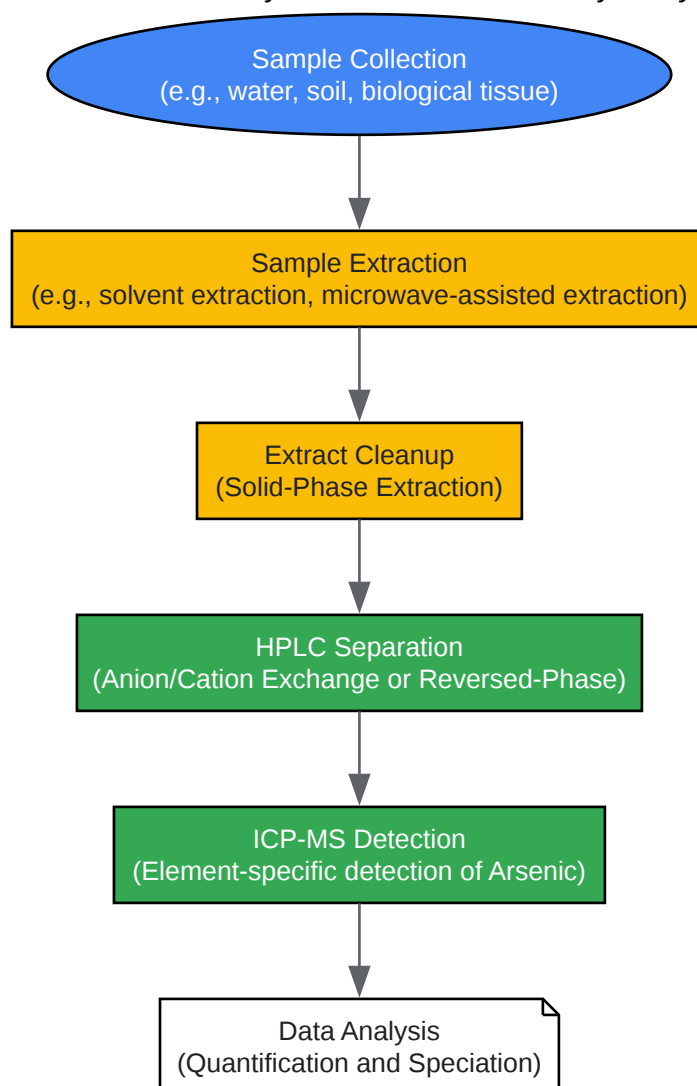 Sample Collection
(e.g., water, soil, biological tissue)
Sample Extraction
(e.g., solvent extraction, microwave-assisted extraction)
Extract Cleanup
(Solid-Phase Extraction)
HPLC Separation
(Anion/Cation Exchange or Reversed-Phase)
ICP-MS Detection
(Element-specific detection of Arsenic)
Data Analysis
(Quantification and Speciation)